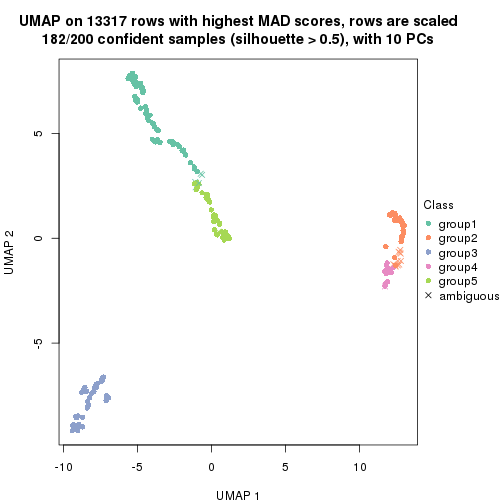 UMAP on 13317 rows with highest MAD scores, rows are scaled
182/200 confident samples (silhouette > 0.5), with 10 PCs
5
0
-5
UMAP 2
-10
-5
0
5
10
UMAP 1
Class
group1
group2
group3
group4
group5
ambiguous